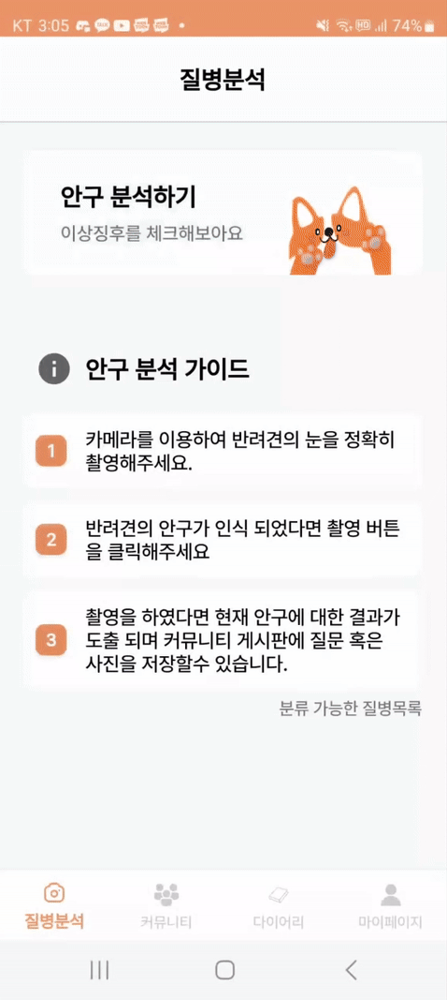 KT 3:05
74%
질병분석
안구 분석하기
이상징후를 체크해보아요
안구 분석 가이드
1
카메라를 이용하여 반려견의 눈을 정확히
촬영해주세요.
2
반려견의 안구가 인식 되었다면 촬영 버튼
을 클릭해주세요
3
촬영을 하였다면 현재 안구에 대한 결과가
도출 되며 커뮤니티 게시판에 질문 혹은
사진을 저장할수 있습니다.
분류 가능한 질병목록
질병분석
커뮤니티
다이어리
마이페이지